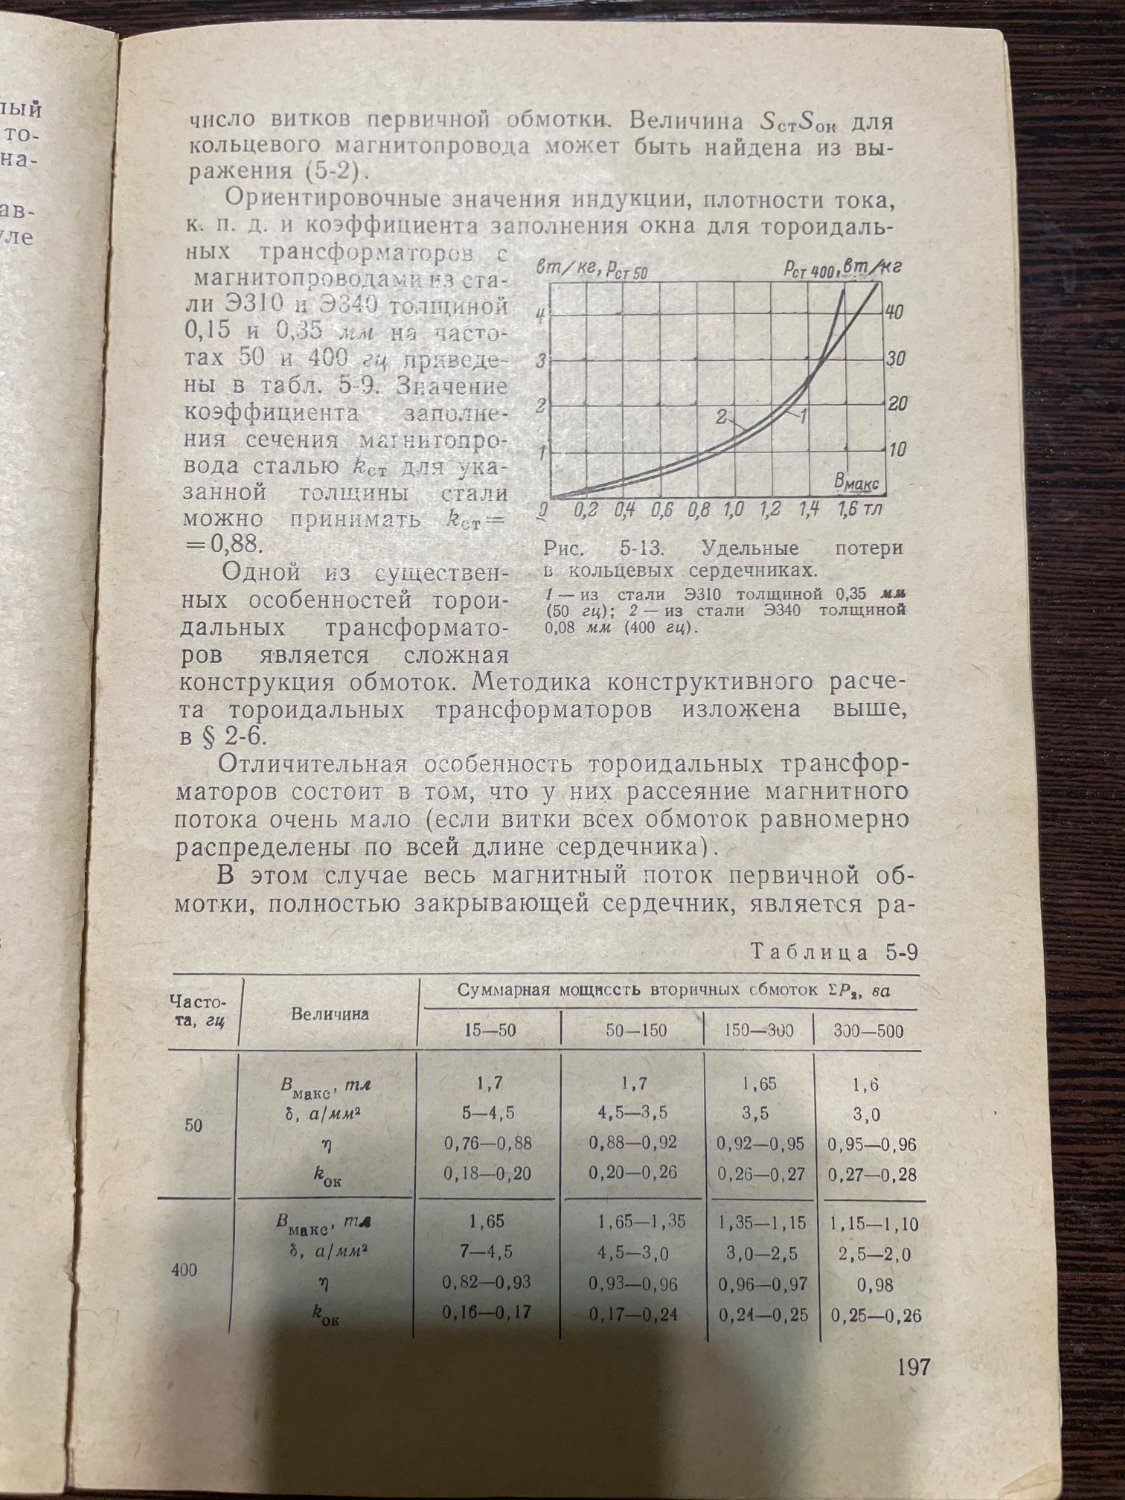 лый
то-
на-
ав-
уле
число витков первичной обмотки. Величина SстSок для
кольцевого магнитопровода может быть найдена из вы-
ражения (5-2).
Ориентировочные значения индукции, плотности тока,
к. п. д. и коэффициента заполнения окна для тороидаль-
ных трансформаторов с
магнитопроводами из ста-
ли Э310 и Э340 толщиной
0,15 и 0,35 мм на часто-
тах 50 и 400 гц приведе-
ны в табл. 5-9. Значение
коэффициента заполне-
ния сечения магнитопро-
вода сталью kст для ука-
занной толщины стали
можно принимать kст=
=0,88.
Одной из существен-
ных особенностей торои-
дальных трансформато-
ров является сложная
вт/кг, Pст 50 Pст 400, вт/кг
4 40
3 30
2 20
2 1
1 10
Bмакс
0 0,2 0,4 0,6 0,8 1,0 1,2 1,4 1,6 тл
Рис. 5-13. Удельные потери
в кольцевых сердечниках.
1 — из стали Э310 толщиной 0,35 мм
(50 гц); 2 — из стали Э340 толщиной
0,08 мм (400 гц).
конструкция обмоток. Методика конструктивного расче-
та тороидальных трансформаторов изложена выше,
в § 2-6.
Отличительная особенность тороидальных трансфор-
маторов состоит в том, что у них рассеяние магнитного
потока очень мало (если витки всех обмоток равномерно
распределены по всей длине сердечника).
В этом случае весь магнитный поток первичной об-
мотки, полностью закрывающей сердечник, является ра-
Таблица 5-9
Часто-
та, гц
Величина
Суммарная мощность вторичных обмоток ΣP₂, ва
15—50 50—150 150—300 300—500
50
Bмакс, тл 1,7 1,7 1,65 1,6
δ, а/мм² 5—4,5 4,5—3,5 3,5 3,0
η 0,76—0,88 0,88—0,92 0,92—0,95 0,95—0,96
kок 0,18—0,20 0,20—0,26 0,26—0,27 0,27—0,28
400
Bмакс, тл 1,65 1,65—1,35 1,35—1,15 1,15—1,10
δ, а/мм² 7—4,5 4,5—3,0 3,0—2,5 2,5—2,0
η 0,82—0,93 0,93—0,96 0,96—0,97 0,98
kок 0,16—0,17 0,17—0,24 0,24—0,25 0,25—0,26
197